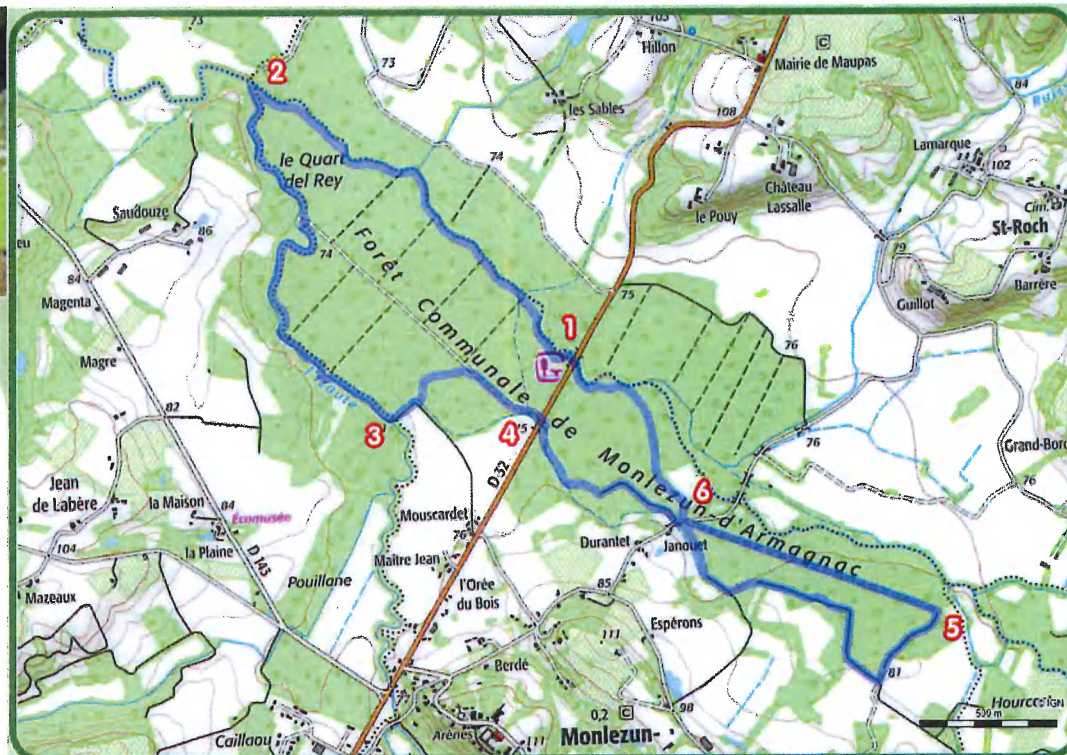 73
103
Hillon
C
Mairie de Maupas
2
73
84
les Sables
108
Lamarque
102
74
le Quart
del Rey
Château
Lassalle
le Pouy
Cim.
Saudouze
86
St-Roch
79
74
Forêt Communale de Monlezun d'Armagnac
84
Barrère
Guillot
Magenta
75
1
76
Magre
3
4
82
D 32
76
6
Grand-Bord
76
Jean
de Labère
la Maison
84
Écomusée
Mouscardet
la Plaine
D 143
76
Durantet
Janouet
104
Maître Jean
Pouillane
l'Orée
du Bois
85
Mazeaux
5
Espérons
111
Berdé
81
Hourcc
IGN
500 m
0,2
C
98
Arènes
111
Monlezun-
Caillaou